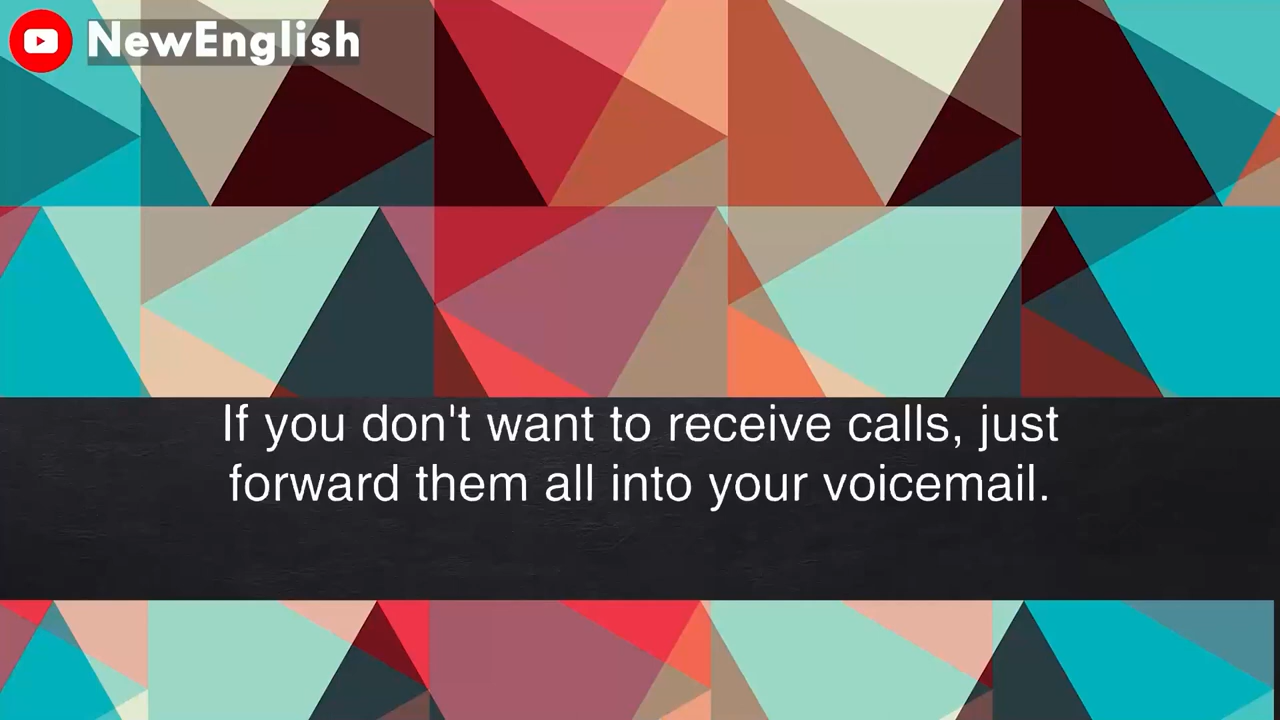 NewEnglish
If you don't want to receive calls, just
forward them all into your voicemail.